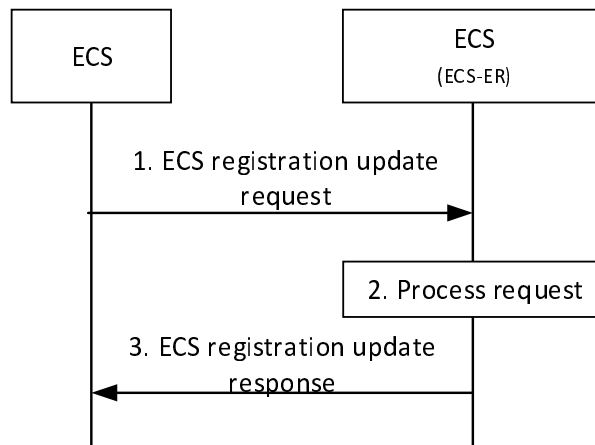 ECS
ECS
(ECS-ER)
1. ECS registration update
request
2. Process request
3. ECS registration update
response